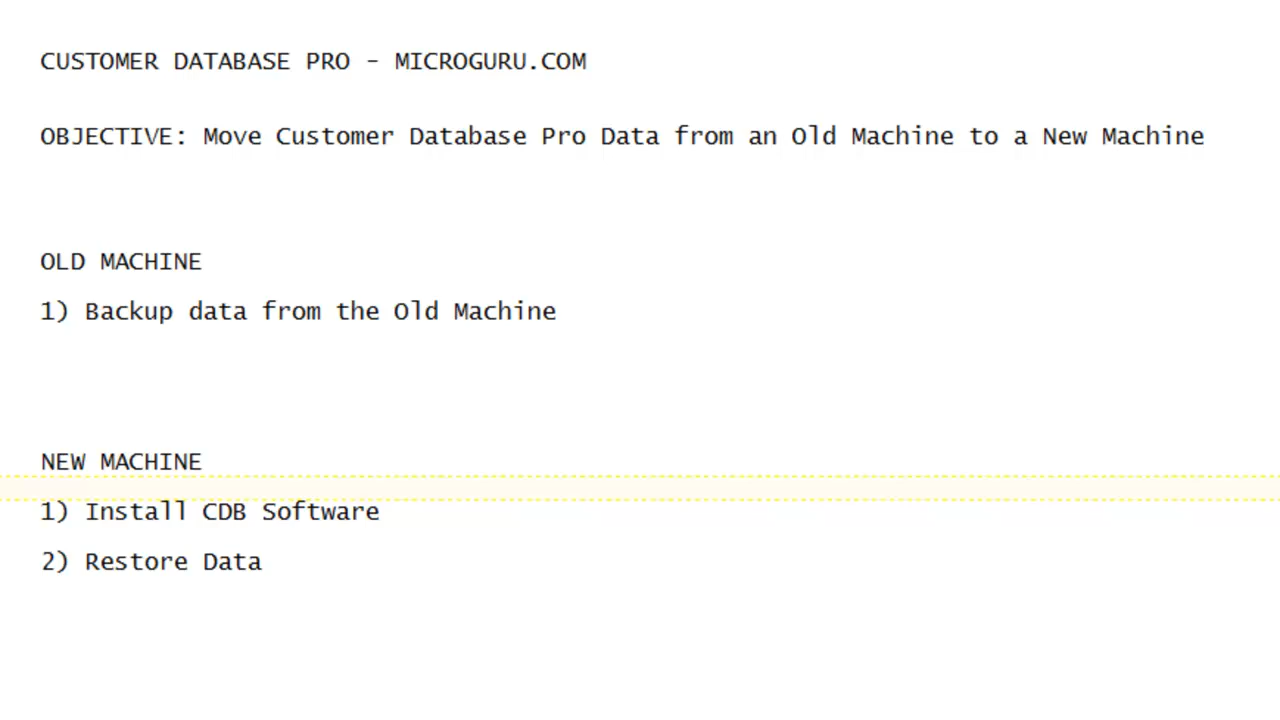 CUSTOMER DATABASE PRO - MICROGURU.COM
OBJECTIVE: Move Customer Database Pro Data from an Old Machine to a New Machine
OLD MACHINE
1) Backup data from the Old Machine
NEW MACHINE
1) Install CDB Software
2) Restore Data